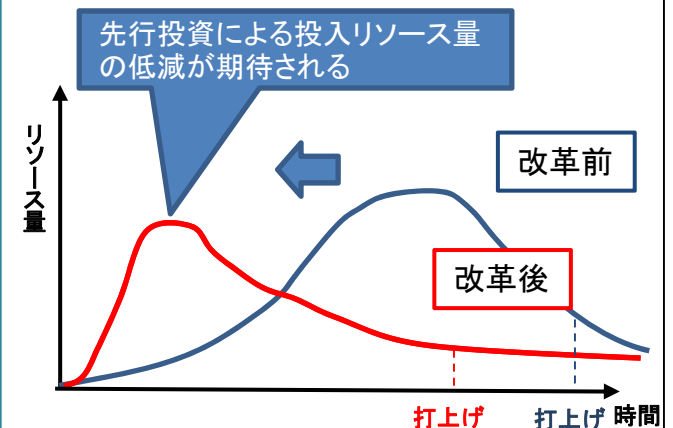 先行投資による投入リソース量
の低減が期待される
リソース量
改革前
改革後
打上げ
打上げ
時間